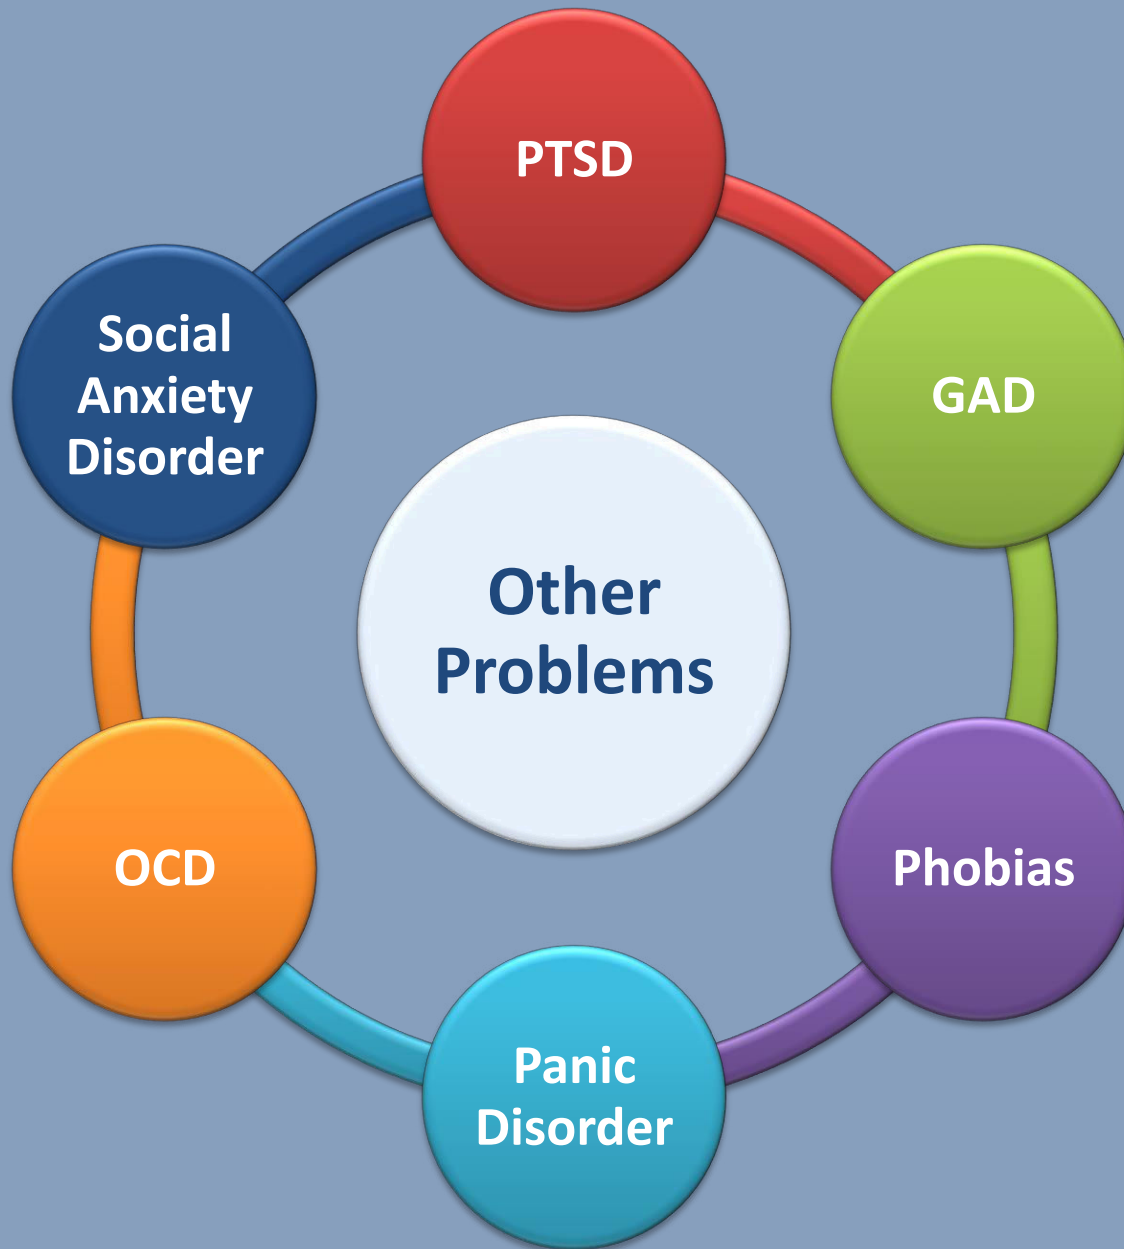 PTSD
GAD
Phobias
Panic
Disorder
OCD
Social
Anxiety
Disorder
Other
Problems